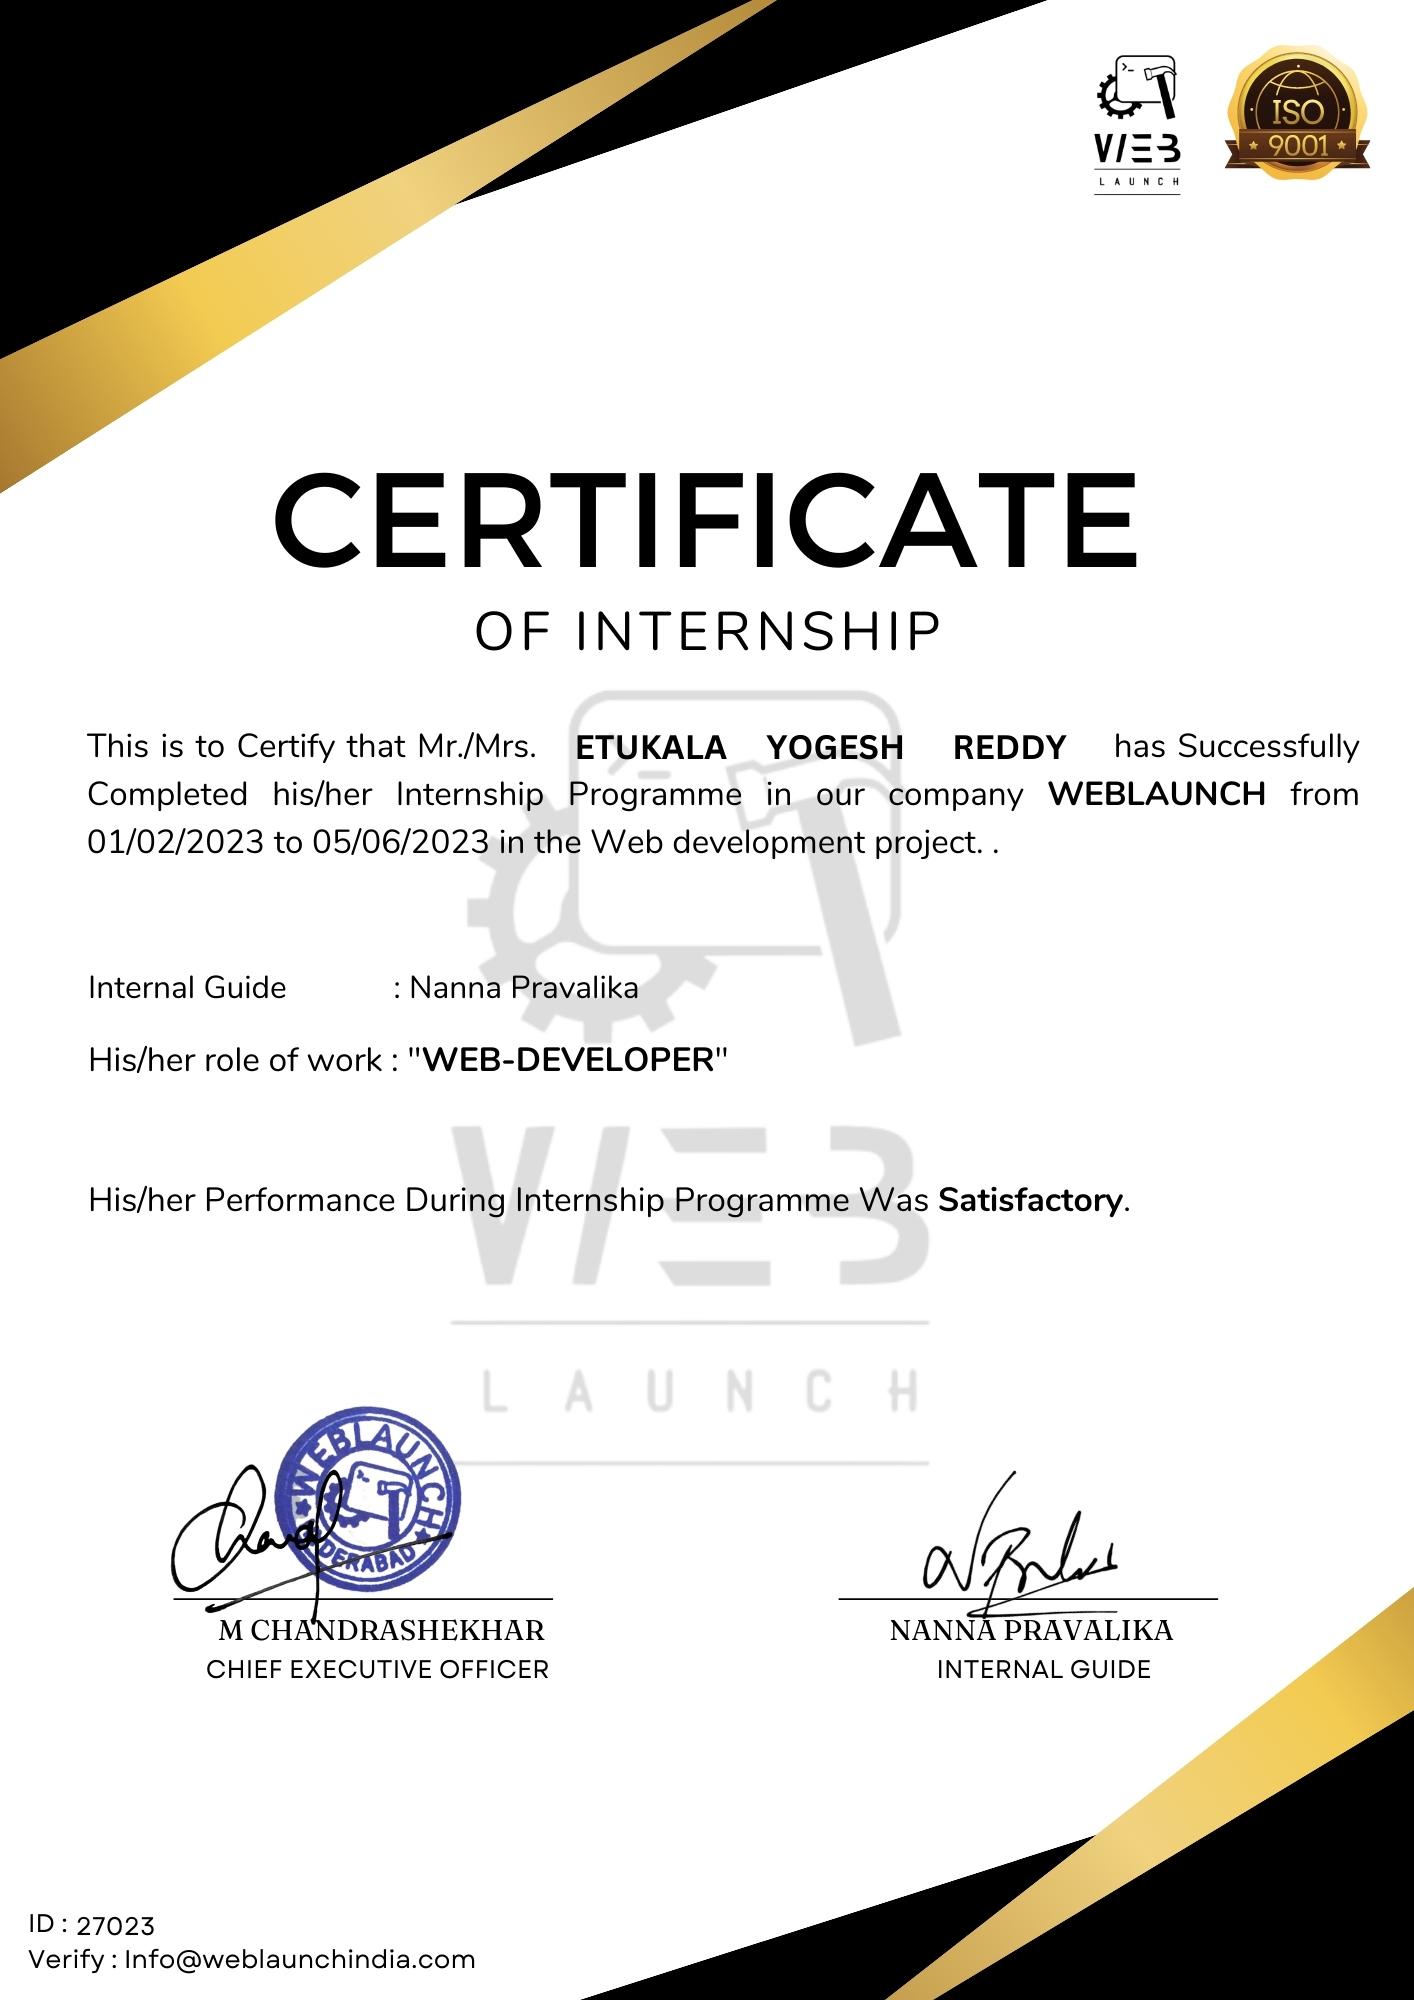 WEB
LAUNCH
ISO
9001
CERTIFICATE
OF INTERNSHIP
This is to Certify that Mr./Mrs. ETUKALA YOGESH REDDY has Successfully
Completed his/her Internship Programme in our company WEBLAUNCH from
01/02/2023 to 05/06/2023 in the Web development project. .
Internal Guide : Nanna Pravalika
His/her role of work : "WEB-DEVELOPER"
His/her Performance During Internship Programme Was Satisfactory.
WEB
LAUNCH
WEBLAUNCH
M CHANDRASHEKHAR
CHIEF EXECUTIVE OFFICER
NANNA PRAVALIKA
INTERNAL GUIDE
ID : 27023
Verify : Info@weblaunchindia.com